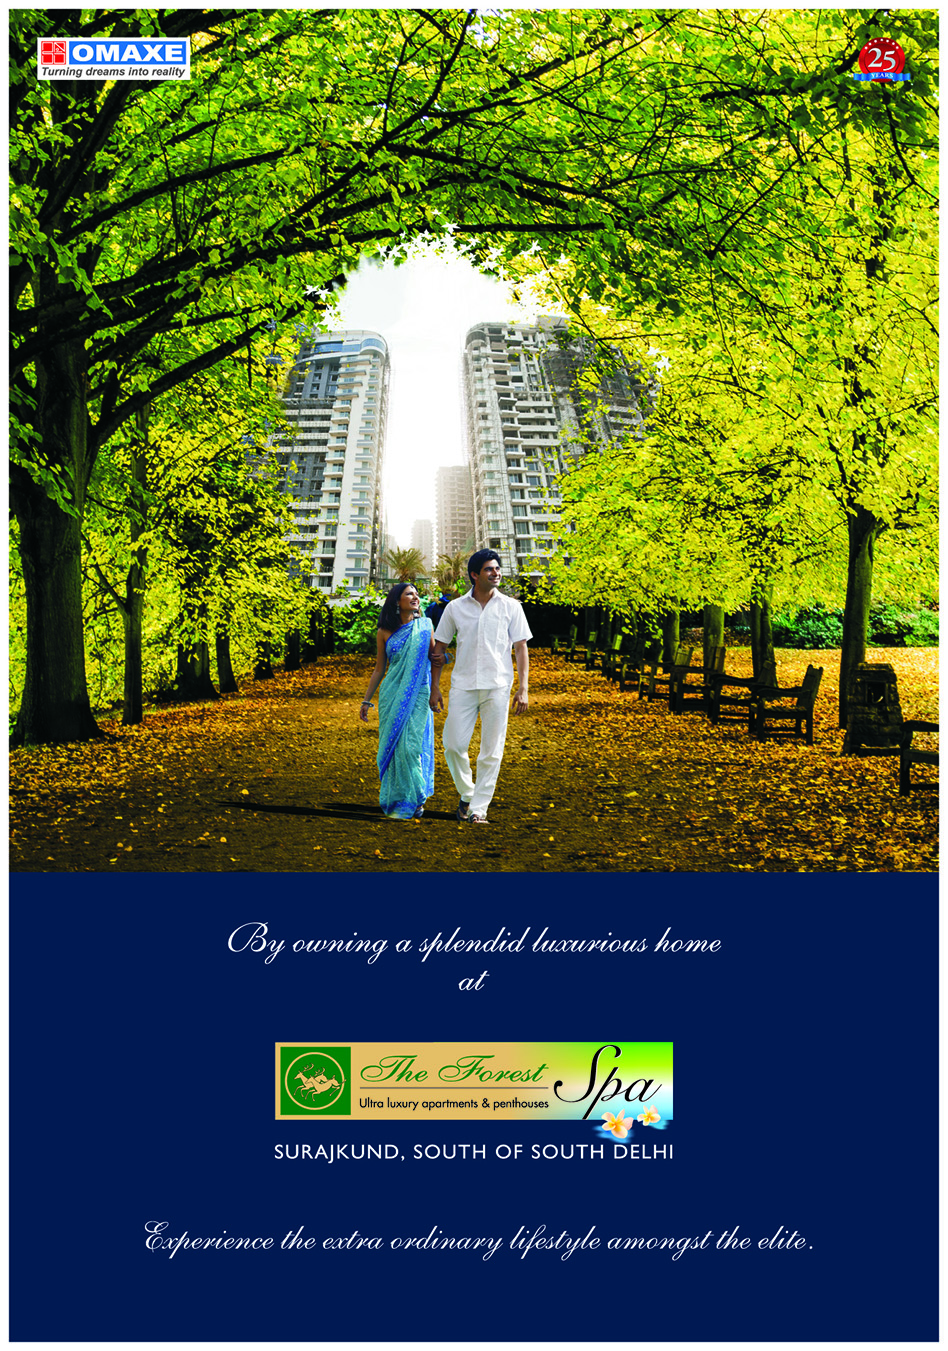 OMAXE
Turning dreams into reality
25
YEARS
By owning a splendid luxurious home
at
The Forest
Spa
Ultra luxury apartments & penthouses
SURAJKUND, SOUTH OF SOUTH DELHI
Experience the extra ordinary lifestyle amongst the elite.